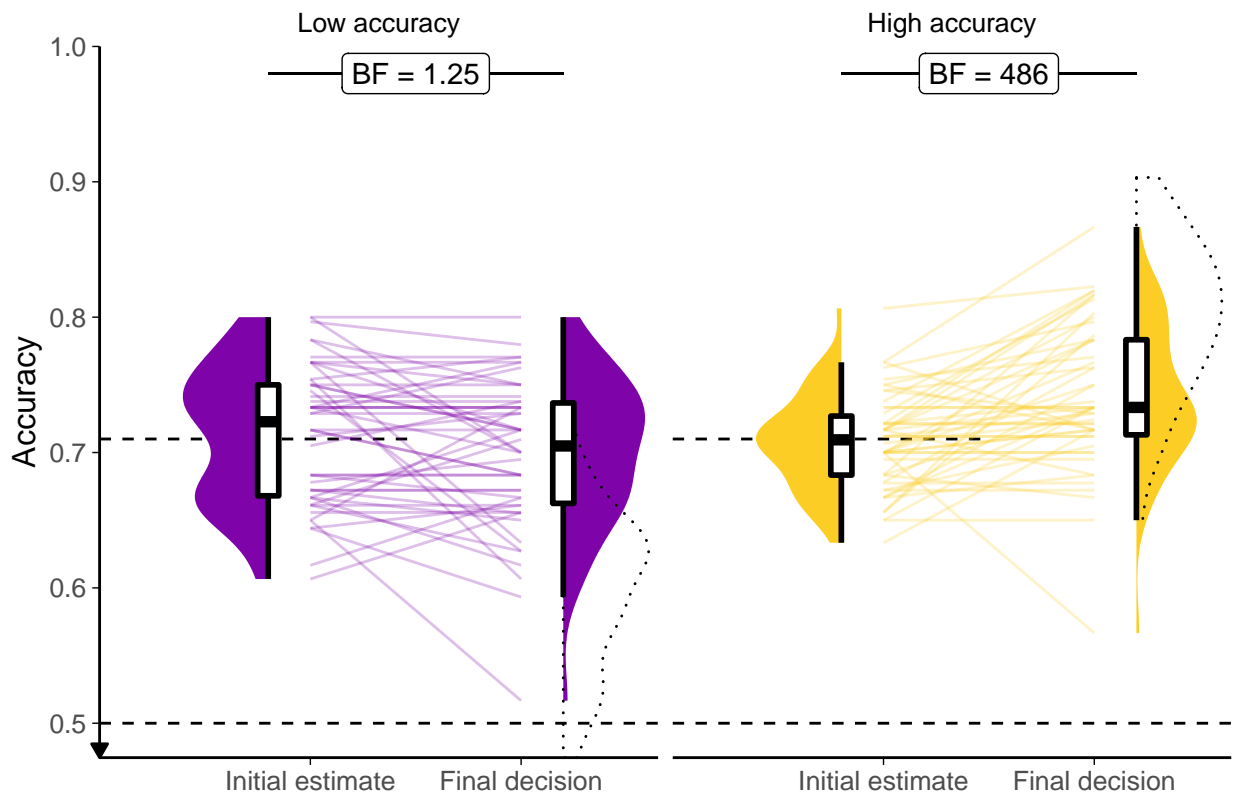 Low accuracy
High accuracy
BF = 1.25
BF = 486
Accuracy
1.0
0.9
0.8
0.7
0.6
0.5
Initial estimate
Final decision
Initial estimate
Final decision